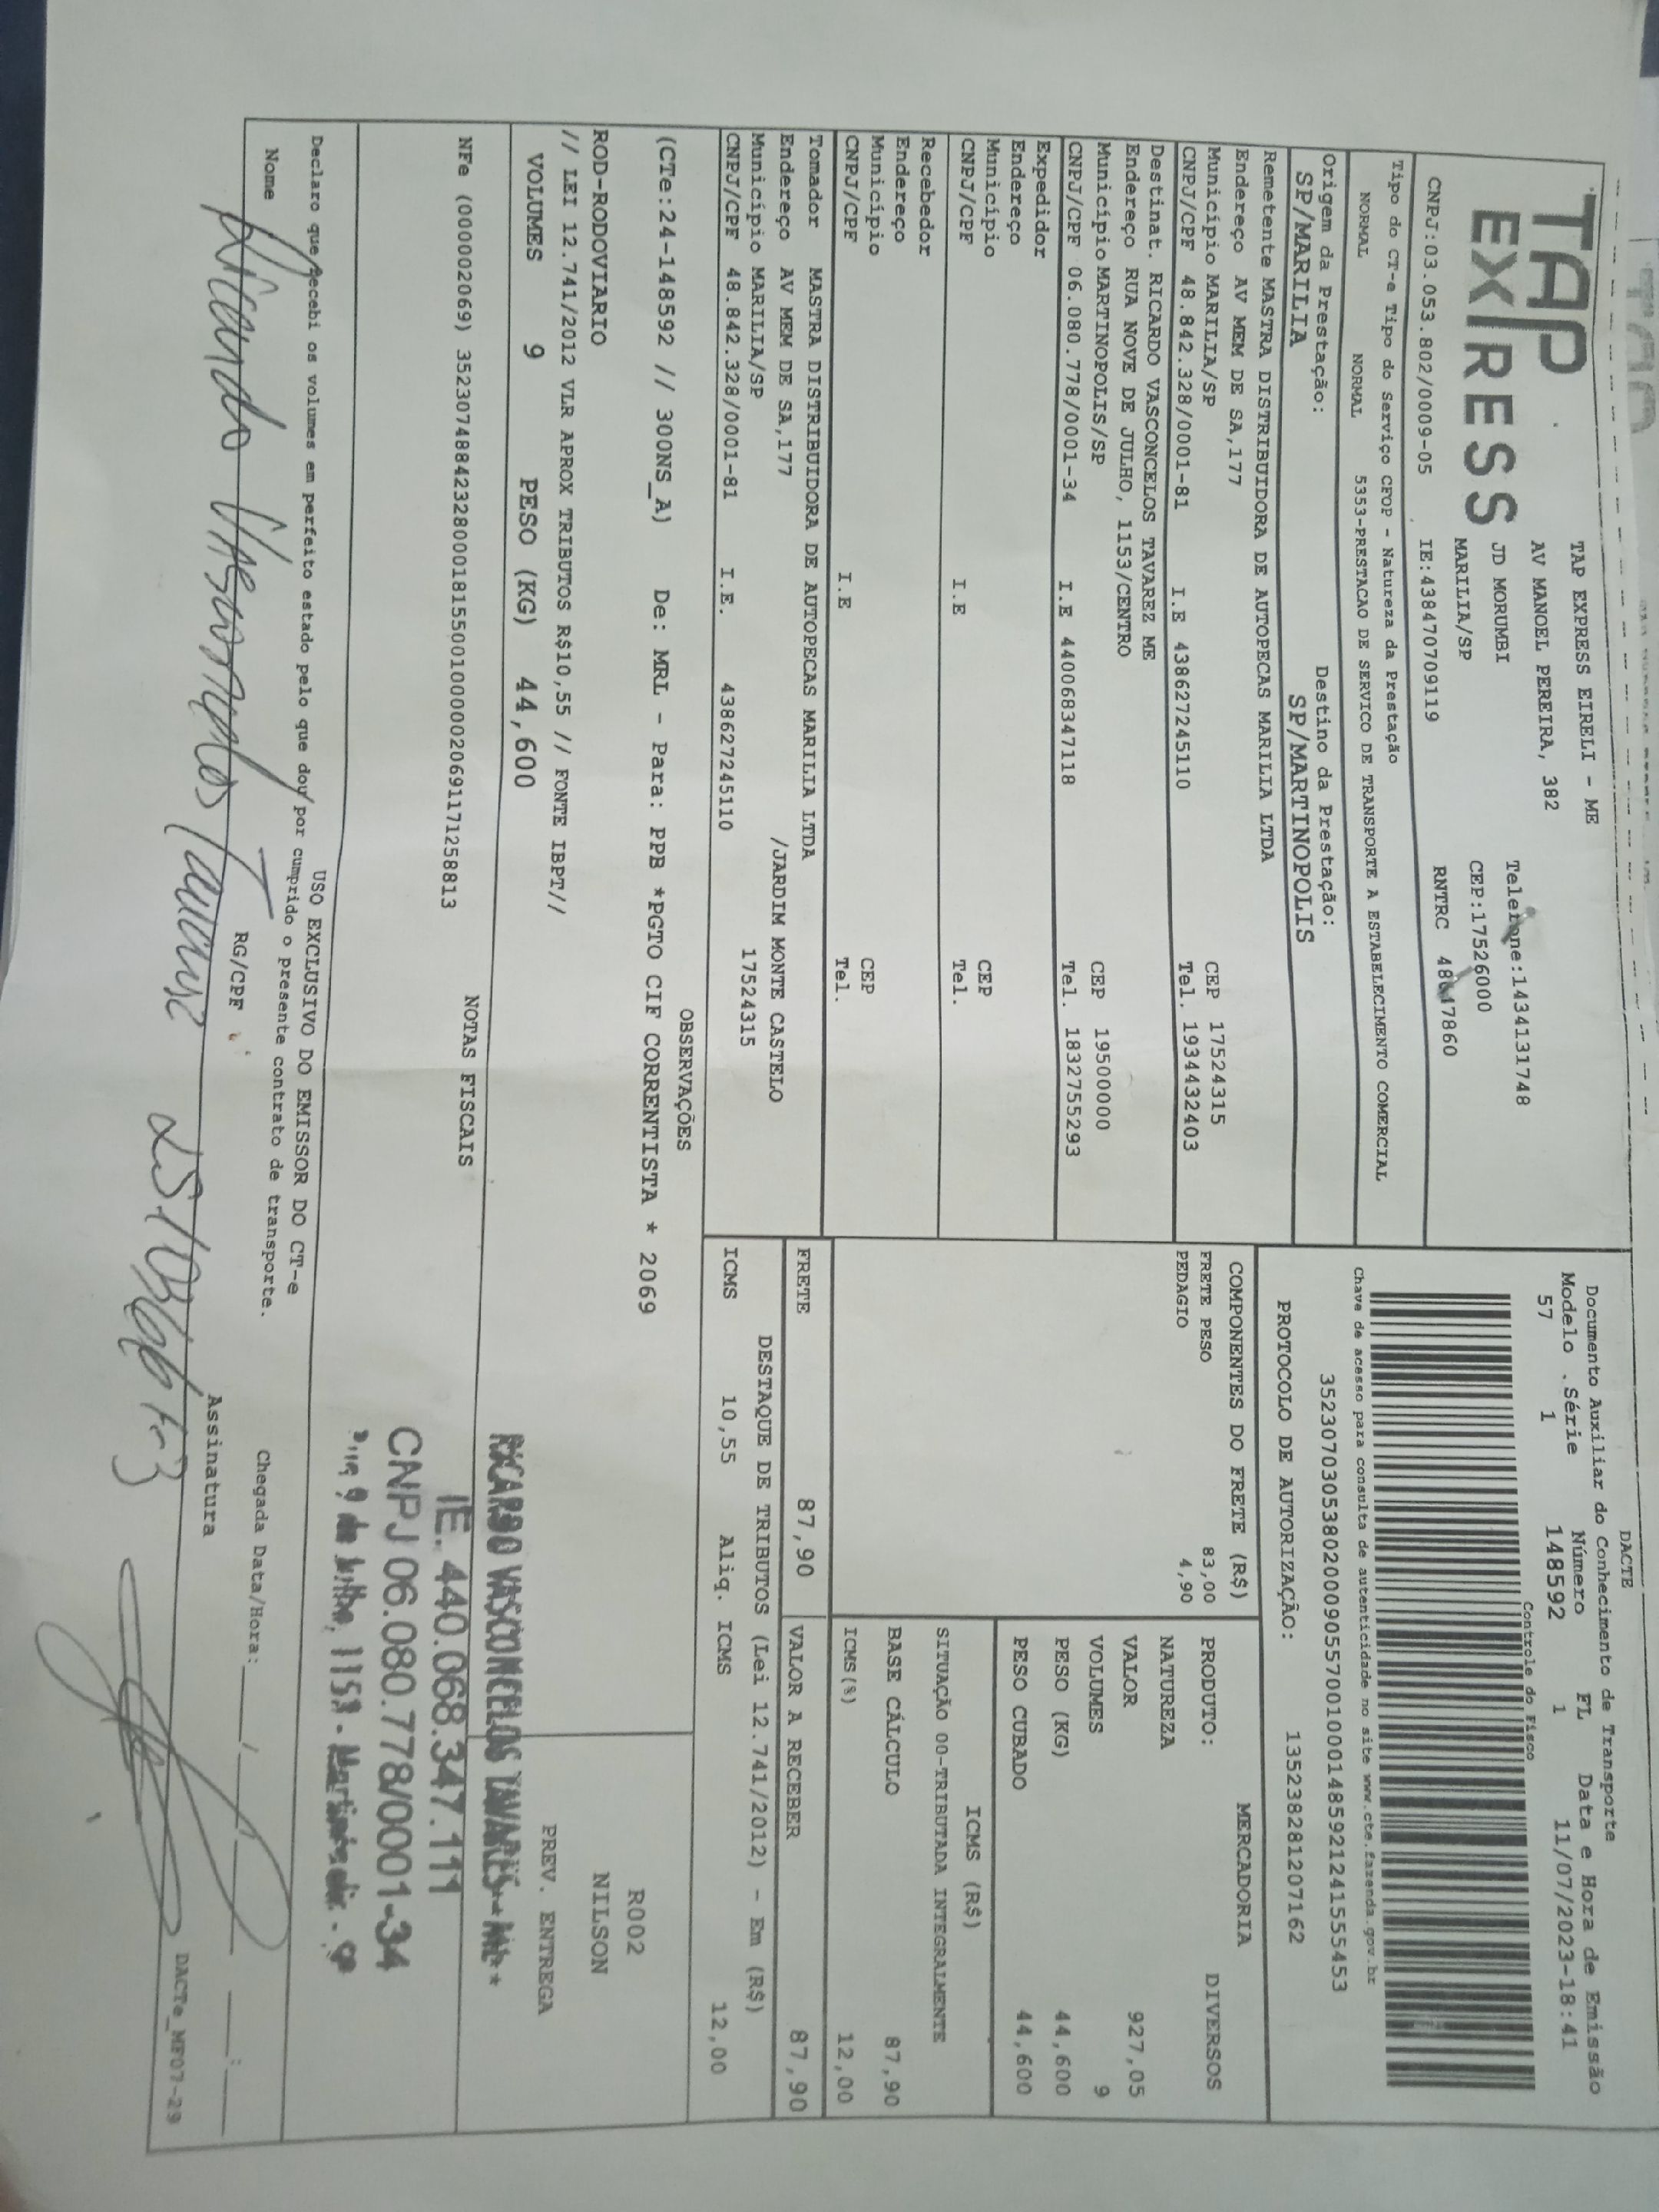 TAP
EXPRESS
TAP EXPRESS EIRELI - ME
AV MANOEL PEREIRA, 382
JD MORUMBI
MARILIA/SP
Telefone:1434131748
CEP:17526000
CNPJ:03.053.802/0009-05 IE:438470709119 RNTRC
Tipo do CT-e Tipo do Serviço CFOP - Natureza da Prestação
NORMAL NORMAL 5353-PRESTACAO DE SERVICO DE TRANSPORTE A ESTABELECIMENTO COMERCIAL
Origem da Prestação: Destino da Prestação:
SP/MARILIA SP/MARTINOPOLIS
Remetente MASTRA DISTRIBUIDORA DE AUTOPECAS MARILIA LTDA
Endereço AV MEM DE SA,177
Município MARILIA/SP CEP 17524315
CNPJ/CPF 48.842.328/0001-81 I.E 438627245110 Tel. 1934432403
Destinat. RICARDO VASCONCELOS TAVAREZ ME
Endereço RUA NOVE DE JULHO, 1153/CENTRO
Município MARTINOPOLIS/SP CEP 19500000
CNPJ/CPF 06.080.778/0001-34 I.E 440068347118 Tel. 1832755293
Expedidor
Endereço
Município CEP
CNPJ/CPF I.E Tel.
Recebedor
Endereço
Município CEP
CNPJ/CPF I.E Tel.
Tomador MASTRA DISTRIBUIDORA DE AUTOPECAS MARILIA LTDA
Endereço AV MEM DE SA,177 /JARDIM MONTE CASTELO
Município MARILIA/SP 17524315
CNPJ/CPF 48.842.328/0001-81 I.E. 438627245110
DACTE
Documento Auxiliar do Conhecimento de Transporte
Modelo .Série Número FL Data e Hora de Emissão
57 1 148592 1 11/07/2023-18:41
Controle do Fisco
Chave de acesso para consulta de autenticidade no site www.cte.fazenda.gov.br
35230703053802000905570010001485921241555453
PROTOCOLO DE AUTORIZAÇÃO: 135238281207162
COMPONENTES DO FRETE (R$)
FRETE PESO 83,00
PEDAGIO 4,90
MERCADORIA
PRODUTO: DIVERSOS
NATUREZA
VALOR 927,05
VOLUMES 9
PESO (KG) 44,600
PESO CUBADO 44,600
ICMS (R$)
SITUAÇÃO 00-TRIBUTADA INTEGRALMENTE
BASE CÁLCULO 87,90
ICMS(%) 12,00
FRETE 87,90 VALOR A RECEBER 87,90
DESTAQUE DE TRIBUTOS (Lei 12.741/2012) - Em (R$)
ICMS 10,55 Aliq. ICMS 12,00
OBSERVAÇÕES
(CTe:24-148592 // 300NS_A) De: MRL - Para: PPB *PGTO CIF CORRENTISTA * 2069
ROD-RODOVIARIO
// LEI 12.741/2012 VLR APROX TRIBUTOS R$10,55 // FONTE IBPT//
VOLUMES 9 PESO (KG) 44,600
R002
NILSON
PREV. ENTREGA
NOTAS FISCAIS
NFe (000002069) 35230748842328000181550010000020691171258813
RICARDO VASCONCELOS TAVARES - ME
IE. 440.068.347.111
CNPJ 06.080.778/0001-34
1153 -
USO EXCLUSIVO DO EMISSOR DO CT-e
Declaro que recebi os volumes em perfeito estado pelo que dou por cumprido o presente contrato de transporte.
Nome RG/CPF Chegada Data/Hora:____/____/____ ____:____
Ricardo Vasconcelos Tavares
Assinatura
DACTe_MF07-29